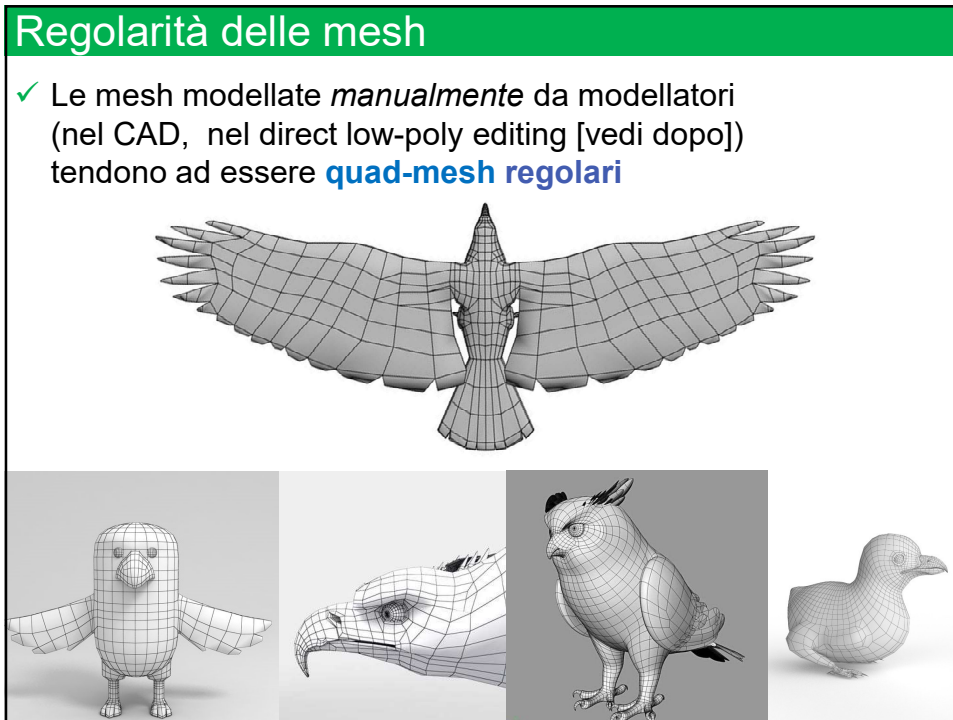 Regolarità delle mesh
✓ Le mesh modellate manualmente da modellatori
(nel CAD, nel direct low-poly editing [vedi dopo])
tendono ad essere quad-mesh regolari